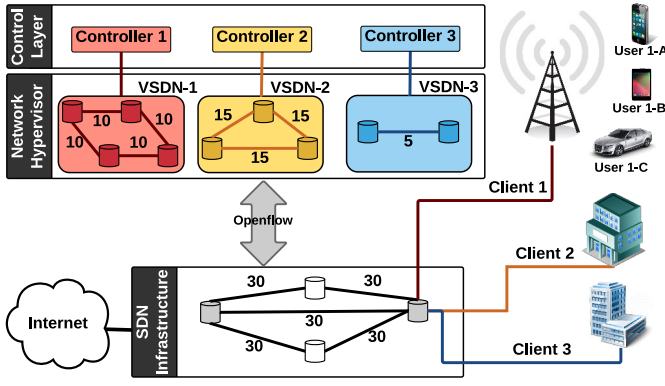 Control
Layer
Controller 1
Controller 2
Controller 3
Network
Hypervisor
VSDN-1
10
10
10
10
VSDN-2
15
15
15
VSDN-3
5
User 1-A
User 1-B
User 1-C
Openflow
Client 1
Client 2
Client 3
Internet
SDN
Infrastructure
30
30
30
30
30